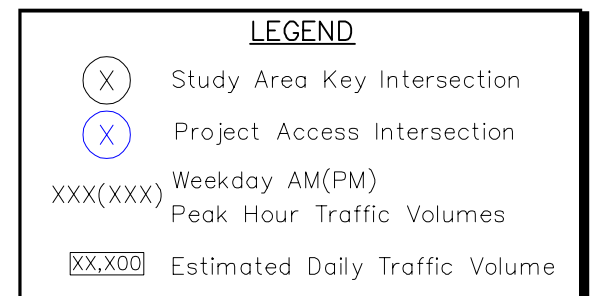 LEGEND
X Study Area Key Intersection
X Project Access Intersection
XXX(XXX) Weekday AM(PM)
Peak Hour Traffic Volumes
XX,X00 Estimated Daily Traffic Volume